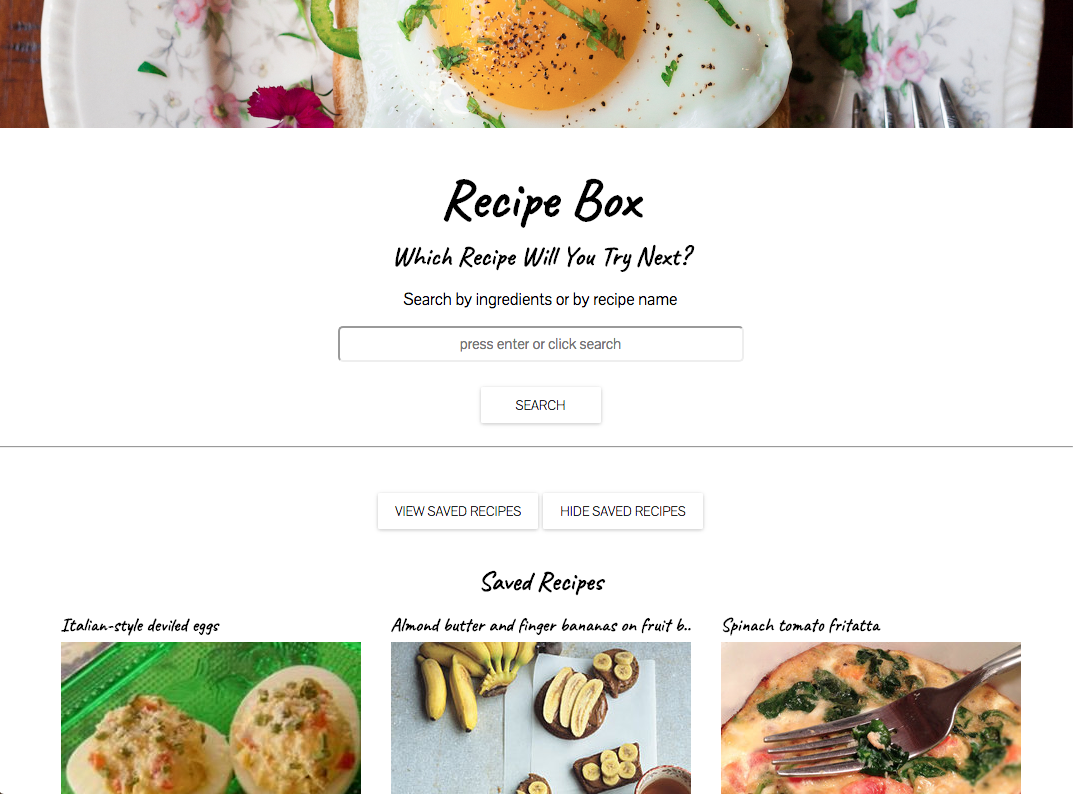 Recipe Box
Which Recipe Will You Try Next?
Search by ingredients or by recipe name
press enter or click search
SEARCH
VIEW SAVED RECIPES HIDE SAVED RECIPES
Saved Recipes
Italian-style deviled eggs
Almond butter and finger bananas on fruit b..
Spinach tomato fritatta